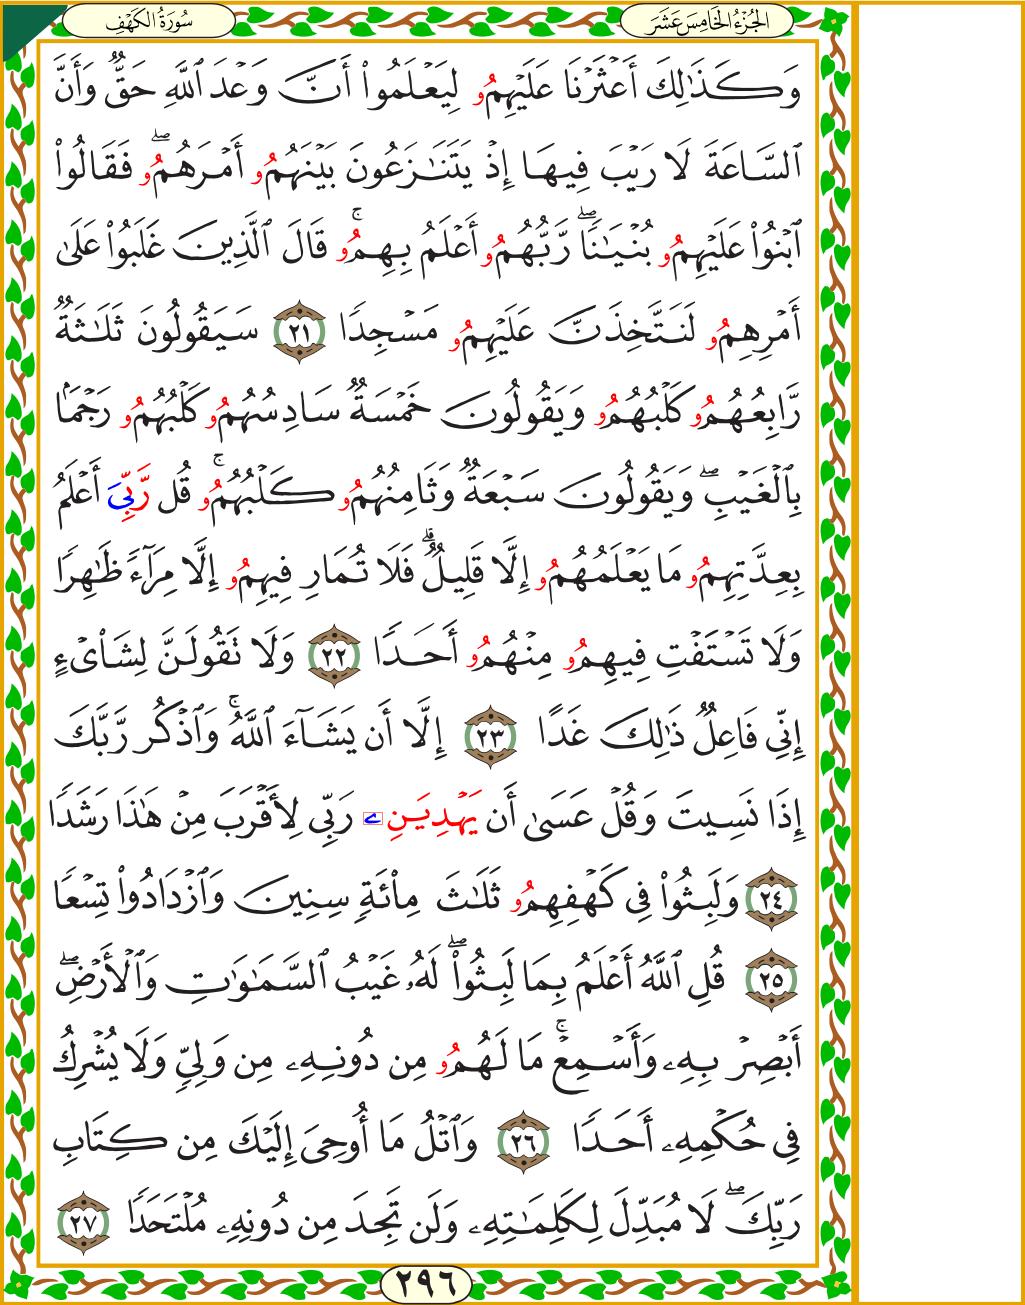 الجُزْءُ الخَامِسَ عَشَرَ
سُورَةُ الكَهْفِ
وَكَذَٰلِكَ أَعْثَرْنَا عَلَيْهِمُۥ لِيَعْلَمُوا۟ أَنَّ وَعْدَ ٱللَّهِ حَقٌّ وَأَنَّ
ٱلسَّاعَةَ لَا رَيْبَ فِيهَا إِذْ يَتَنَـٰزَعُونَ بَيْنَهُمُۥ أَمْرَهُمُۥۖ فَقَالُوا۟
ٱبْنُوا۟ عَلَيْهِمُۥ بُنْيَـٰنًاۖ رَّبُّهُمُۥ أَعْلَمُ بِهِمُۥۚ قَالَ ٱلَّذِينَ غَلَبُوا۟ عَلَىٰ
أَمْرِهِمُۥ لَنَتَّخِذَنَّ عَلَيْهِمُۥ مَسْجِدًا ٢١ سَيَقُولُونَ ثَلَـٰثَةٌ
رَّابِعُهُمُۥ كَلْبُهُمُۥ وَيَقُولُونَ خَمْسَةٌ سَادِسُهُمُۥ كَلْبُهُمُۥ رَجْمًۢا
بِٱلْغَيْبِۖ وَيَقُولُونَ سَبْعَةٌ وَثَامِنُهُمُۥ كَلْبُهُمُۥۚ قُل رَّبِّىَ أَعْلَمُ
بِعِدَّتِهِمُۥ مَا يَعْلَمُهُمُۥ إِلَّا قَلِيلٌۗ فَلَا تُمَارِ فِيهِمُۥ إِلَّا مِرَآءً ظَـٰهِرًا
وَلَا تَسْتَفْتِ فِيهِمُۥ مِنْهُمُۥ أَحَدًا ٢٢ وَلَا تَقُولَنَّ لِشَا۟ىْءٍ
إِنِّى فَاعِلٌ ذَٰلِكَ غَدًا ٢٣ إِلَّا أَن يَشَآءَ ٱللَّهُۚ وَٱذْكُر رَّبَّكَ
إِذَا نَسِيتَ وَقُلْ عَسَىٰ أَن يَهْدِيَنِۦ رَبِّى لِأَقْرَبَ مِنْ هَـٰذَا رَشَدًا
٢٤ وَلَبِثُوا۟ فِى كَهْفِهِمُۥ ثَلَـٰثَ مِا۟ئَةٍ سِنِينَ وَٱزْدَادُوا۟ تِسْعًا
٢٥ قُلِ ٱللَّهُ أَعْلَمُ بِمَا لَبِثُوا۟ۖ لَهُۥ غَيْبُ ٱلسَّمَـٰوَٰتِ وَٱلْأَرْضِۖ
أَبْصِرْ بِهِۦ وَأَسْمِعْۚ مَا لَهُمُۥ مِن دُونِهِۦ مِن وَلِىٍّ وَلَا يُشْرِكُ
فِى حُكْمِهِۦ أَحَدًا ٢٦ وَٱتْلُ مَا أُوحِىَ إِلَيْكَ مِن كِتَابِ
رَبِّكَۖ لَا مُبَدِّلَ لِكَلِمَـٰتِهِۦ وَلَن تَجِدَ مِن دُونِهِۦ مُلْتَحَدًا ٢٧
٢٩٦